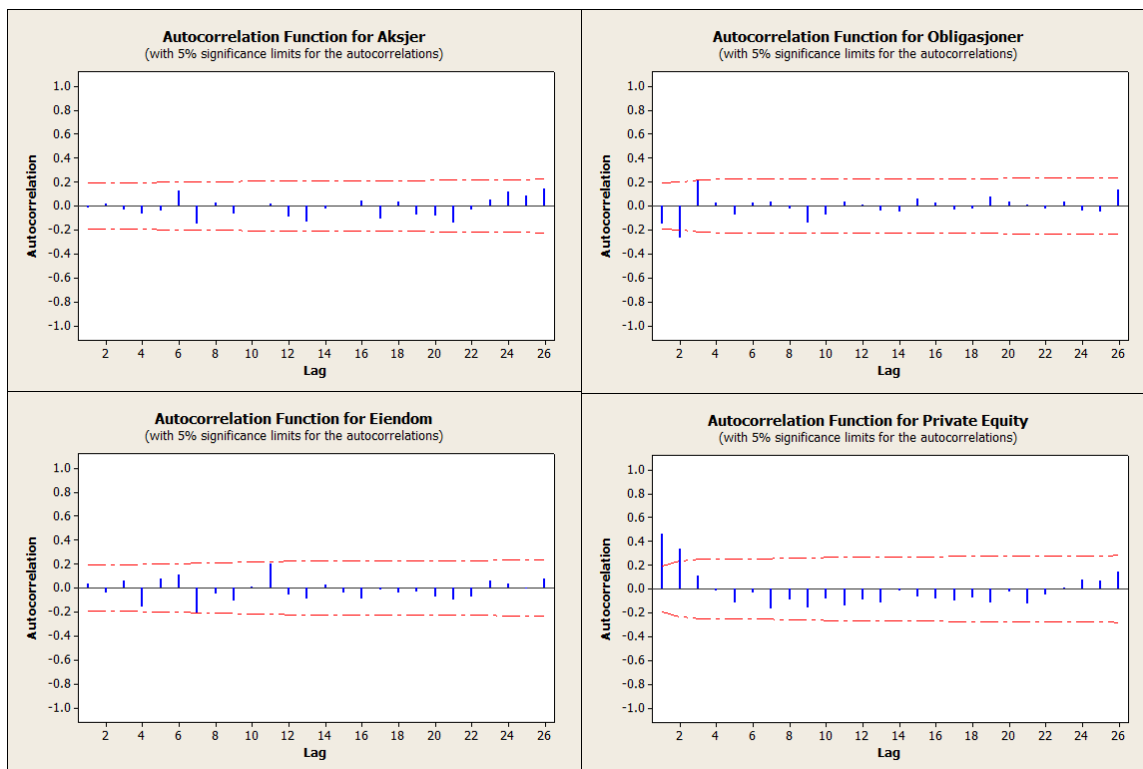 Autocorrelation Function for Aksjer
(with 5% significance limits for the autocorrelations)
1.0
0.8
0.6
0.4
0.2
0.0
-0.2
-0.4
-0.6
-0.8
-1.0
Autocorrelation
2 4 6 8 10 12 14 16 18 20 22 24 26
Lag
Autocorrelation Function for Obligasjoner
(with 5% significance limits for the autocorrelations)
1.0
0.8
0.6
0.4
0.2
0.0
-0.2
-0.4
-0.6
-0.8
-1.0
Autocorrelation
2 4 6 8 10 12 14 16 18 20 22 24 26
Lag
Autocorrelation Function for Eiendom
(with 5% significance limits for the autocorrelations)
1.0
0.8
0.6
0.4
0.2
0.0
-0.2
-0.4
-0.6
-0.8
-1.0
Autocorrelation
2 4 6 8 10 12 14 16 18 20 22 24 26
Lag
Autocorrelation Function for Private Equity
(with 5% significance limits for the autocorrelations)
1.0
0.8
0.6
0.4
0.2
0.0
-0.2
-0.4
-0.6
-0.8
-1.0
Autocorrelation
2 4 6 8 10 12 14 16 18 20 22 24 26
Lag